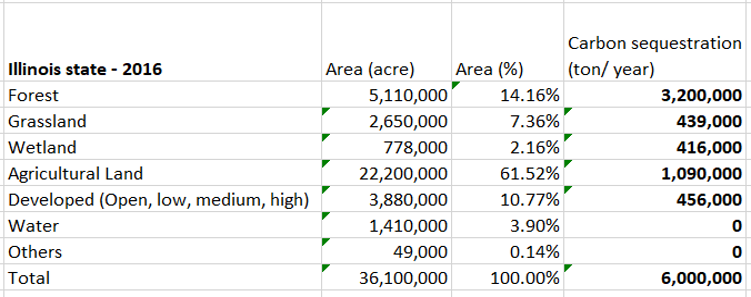 Illinois state - 2016 Area (acre) Area (%) Carbon sequestration (ton/ year)
Forest 5,110,000 14.16% 3,200,000
Grassland 2,650,000 7.36% 439,000
Wetland 778,000 2.16% 416,000
Agricultural Land 22,200,000 61.52% 1,090,000
Developed (Open, low, medium, high) 3,880,000 10.77% 456,000
Water 1,410,000 3.90% 0
Others 49,000 0.14% 0
Total 36,100,000 100.00% 6,000,000